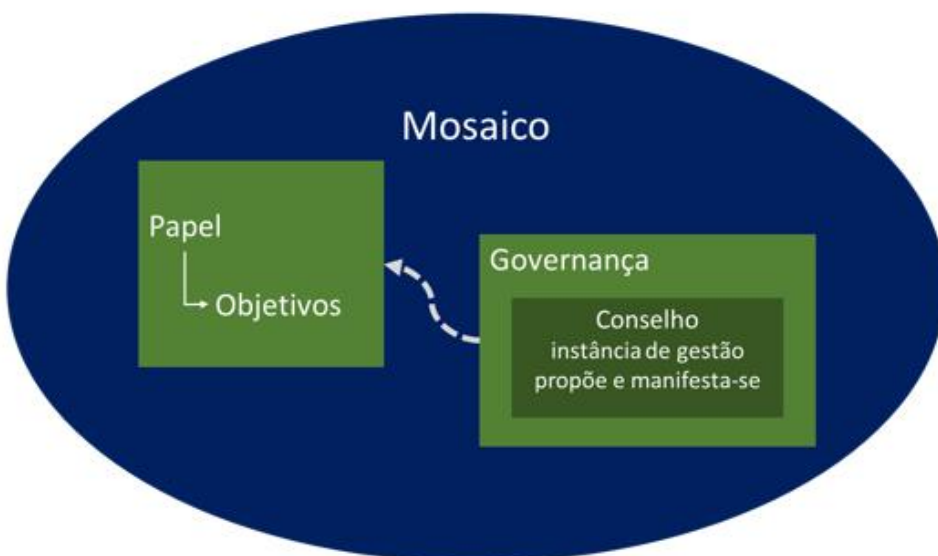 Mosaico
Papel
Objetivos
Governança
Conselho
instância de gestão
propõe e manifesta-se